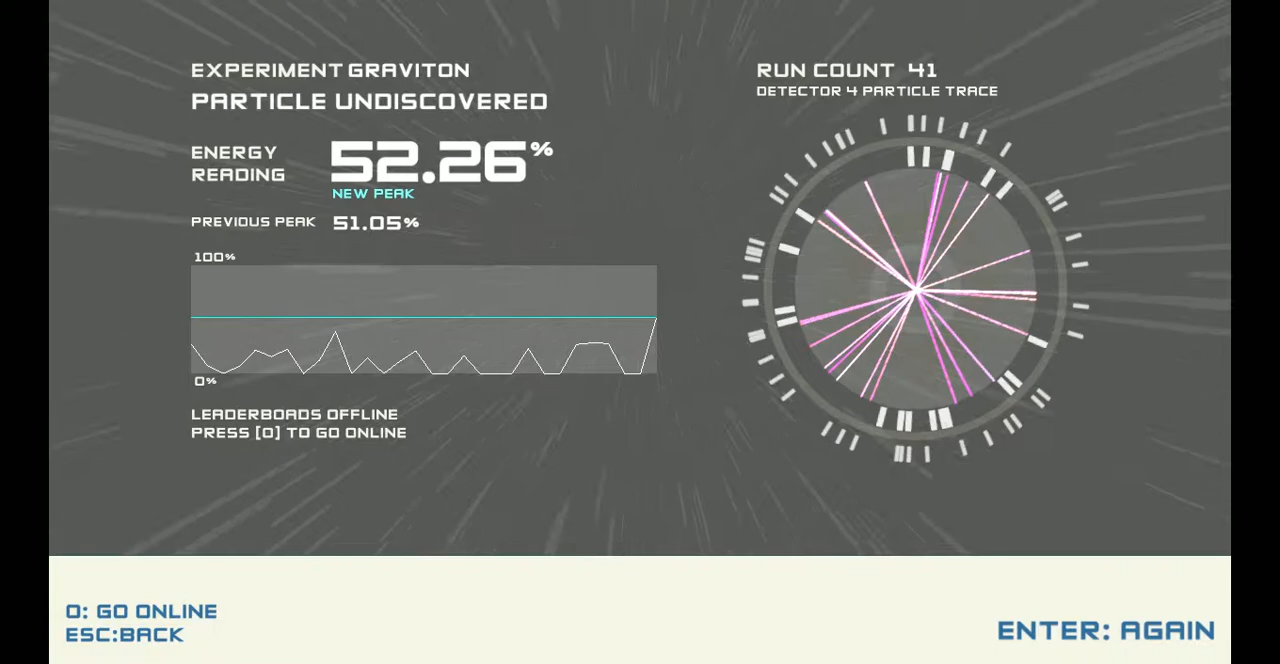 EXPERIMENT GRAVITON
PARTICLE UNDISCOVERED
ENERGY
READING
52.26%
NEW PEAK
PREVIOUS PEAK 51.05%
100%
0%
LEADERBOADS OFFLINE
PRESS [O] TO GO ONLINE
RUN COUNT 41
DETECTOR 4 PARTICLE TRACE
O: GO ONLINE
ESC:BACK
ENTER: AGAIN